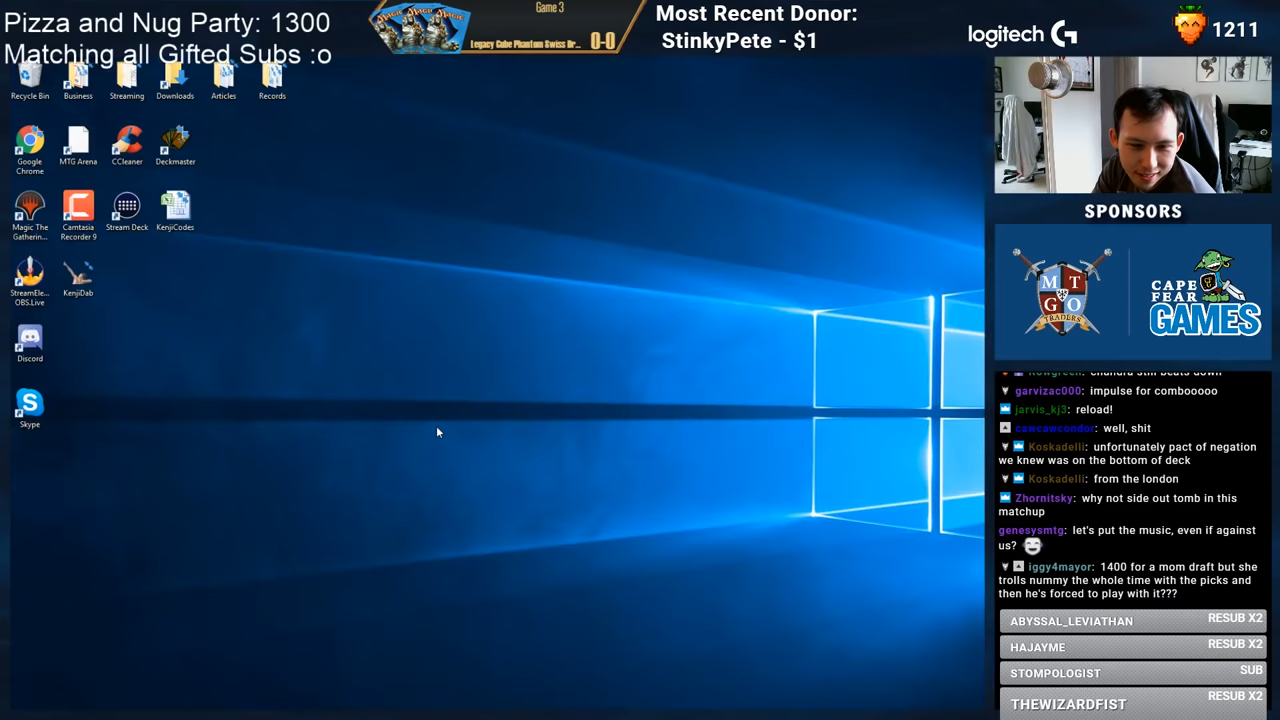 Pizza and Nug Party: 1300
Matching all Gifted Subs :o
MAGIC MAGIC MAGIC
Game 3
Legacy Cube Phantom Swiss Dr... 0-0
Most Recent Donor:
StinkyPete - $1
logitech G
1211
Recycle Bin
Business
Streaming
Downloads
Articles
Records
Google
Chrome
MTG Arena
CCleaner
Deckmaster
Magic The
Gatherin...
Camtasia
Recorder 9
Stream Deck
KenjiCodes
StreamEle...
OBS.Live
KenjiDab
Discord
Skype
SPONSORS
M T
G O
TRADERS
CAPE
FEAR
GAMES
garvizac000: impulse for combooooo
jarvis_kj3: reload!
cawcawcondor: well, shit
Koskadelli: unfortunately pact of negation
we knew was on the bottom of deck
Koskadelli: from the london
Zhornitsky: why not side out tomb in this
matchup
genesysmtg: let's put the music, even if against
us?
iggy4mayor: 1400 for a mom draft but she
trolls nummy the whole time with the picks and
then he's forced to play with it???
ABYSSAL_LEVIATHAN RESUB X2
HAJAYME RESUB X2
STOMPOLOGIST SUB
THEWIZARDFIST RESUB X2